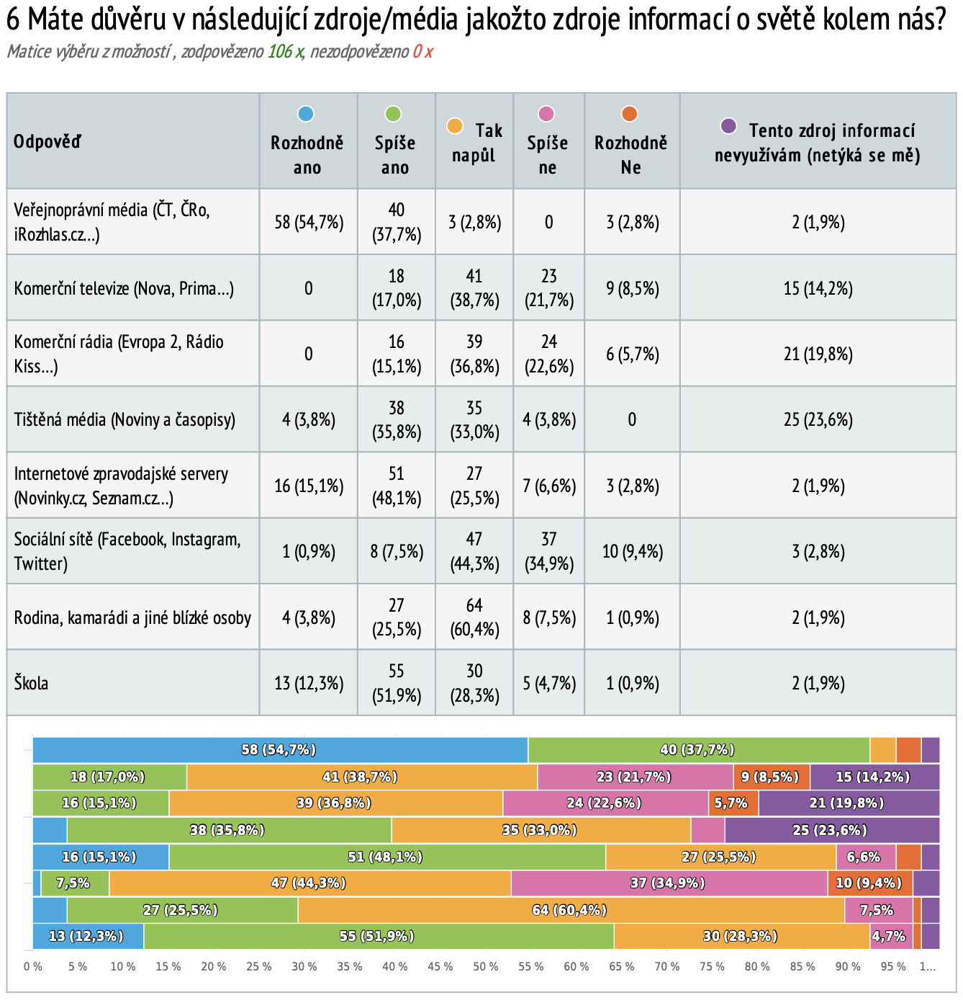 6 Máte důvěru v následující zdroje/média jakožto zdroje informací o světě kolem nás?
Matice výběru z možností , zodpovězeno 106 x, nezodpovězeno 0 x
Odpověď
Rozhodně
ano
Spíše
ano
Tak
napůl
Spíše
ne
Rozhodně
Ne
Tento zdroj informací
nevyužívám (netýká se mě)
Veřejnoprávní média (ČT, ČRo,
iRozhlas.cz...)
58 (54,7%)
40
(37,7%)
3 (2,8%)
0
3 (2,8%)
2 (1,9%)
Komerční televize (Nova, Prima...)
0
18
(17,0%)
41
(38,7%)
23
(21,7%)
9 (8,5%)
15 (14,2%)
Komerční rádia (Evropa 2, Rádio
Kiss...)
0
16
(15,1%)
39
(36,8%)
24
(22,6%)
6 (5,7%)
21 (19,8%)
Tištěná média (Noviny a časopisy)
4 (3,8%)
38
(35,8%)
35
(33,0%)
4 (3,8%)
0
25 (23,6%)
Internetové zpravodajské servery
(Novinky.cz, Seznam.cz...)
16 (15,1%)
51
(48,1%)
27
(25,5%)
7 (6,6%)
3 (2,8%)
2 (1,9%)
Sociální sítě (Facebook, Instagram,
Twitter)
1 (0,9%)
8 (7,5%)
47
(44,3%)
37
(34,9%)
10 (9,4%)
3 (2,8%)
Rodina, kamarádi a jiné blízké osoby
4 (3,8%)
27
(25,5%)
64
(60,4%)
8 (7,5%)
1 (0,9%)
2 (1,9%)
Škola
13 (12,3%)
55
(51,9%)
30
(28,3%)
5 (4,7%)
1 (0,9%)
2 (1,9%)
58 (54,7%) 40 (37,7%)
18 (17,0%) 41 (38,7%) 23 (21,7%) 9 (8,5%) 15 (14,2%)
16 (15,1%) 39 (36,8%) 24 (22,6%) 5,7% 21 (19,8%)
38 (35,8%) 35 (33,0%) 25 (23,6%)
16 (15,1%) 51 (48,1%) 27 (25,5%) 6,6%
7,5% 47 (44,3%) 37 (34,9%) 10 (9,4%)
27 (25,5%) 64 (60,4%) 7,5%
13 (12,3%) 55 (51,9%) 30 (28,3%) 4,7%
0 % 5 % 10 % 15 % 20 % 25 % 30 % 35 % 40 % 45 % 50 % 55 % 60 % 65 % 70 % 75 % 80 % 85 % 90 % 95 % 1...